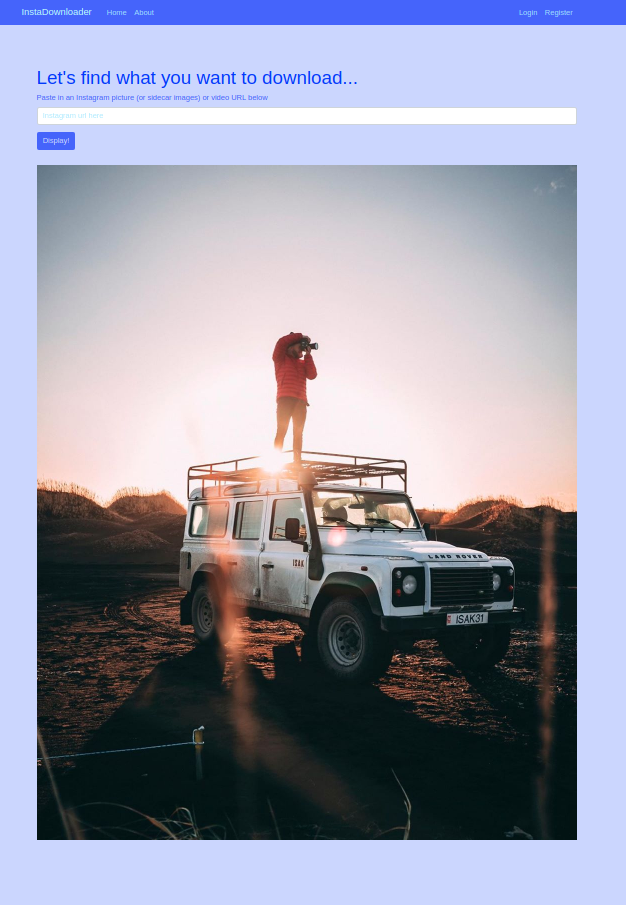 InstaDownloader Home About Login Register
Let's find what you want to download...
Paste in an Instagram picture (or sidecar images) or video URL below
Instagram url here
Display!
LAND ROVER
ISAK
ISAK31